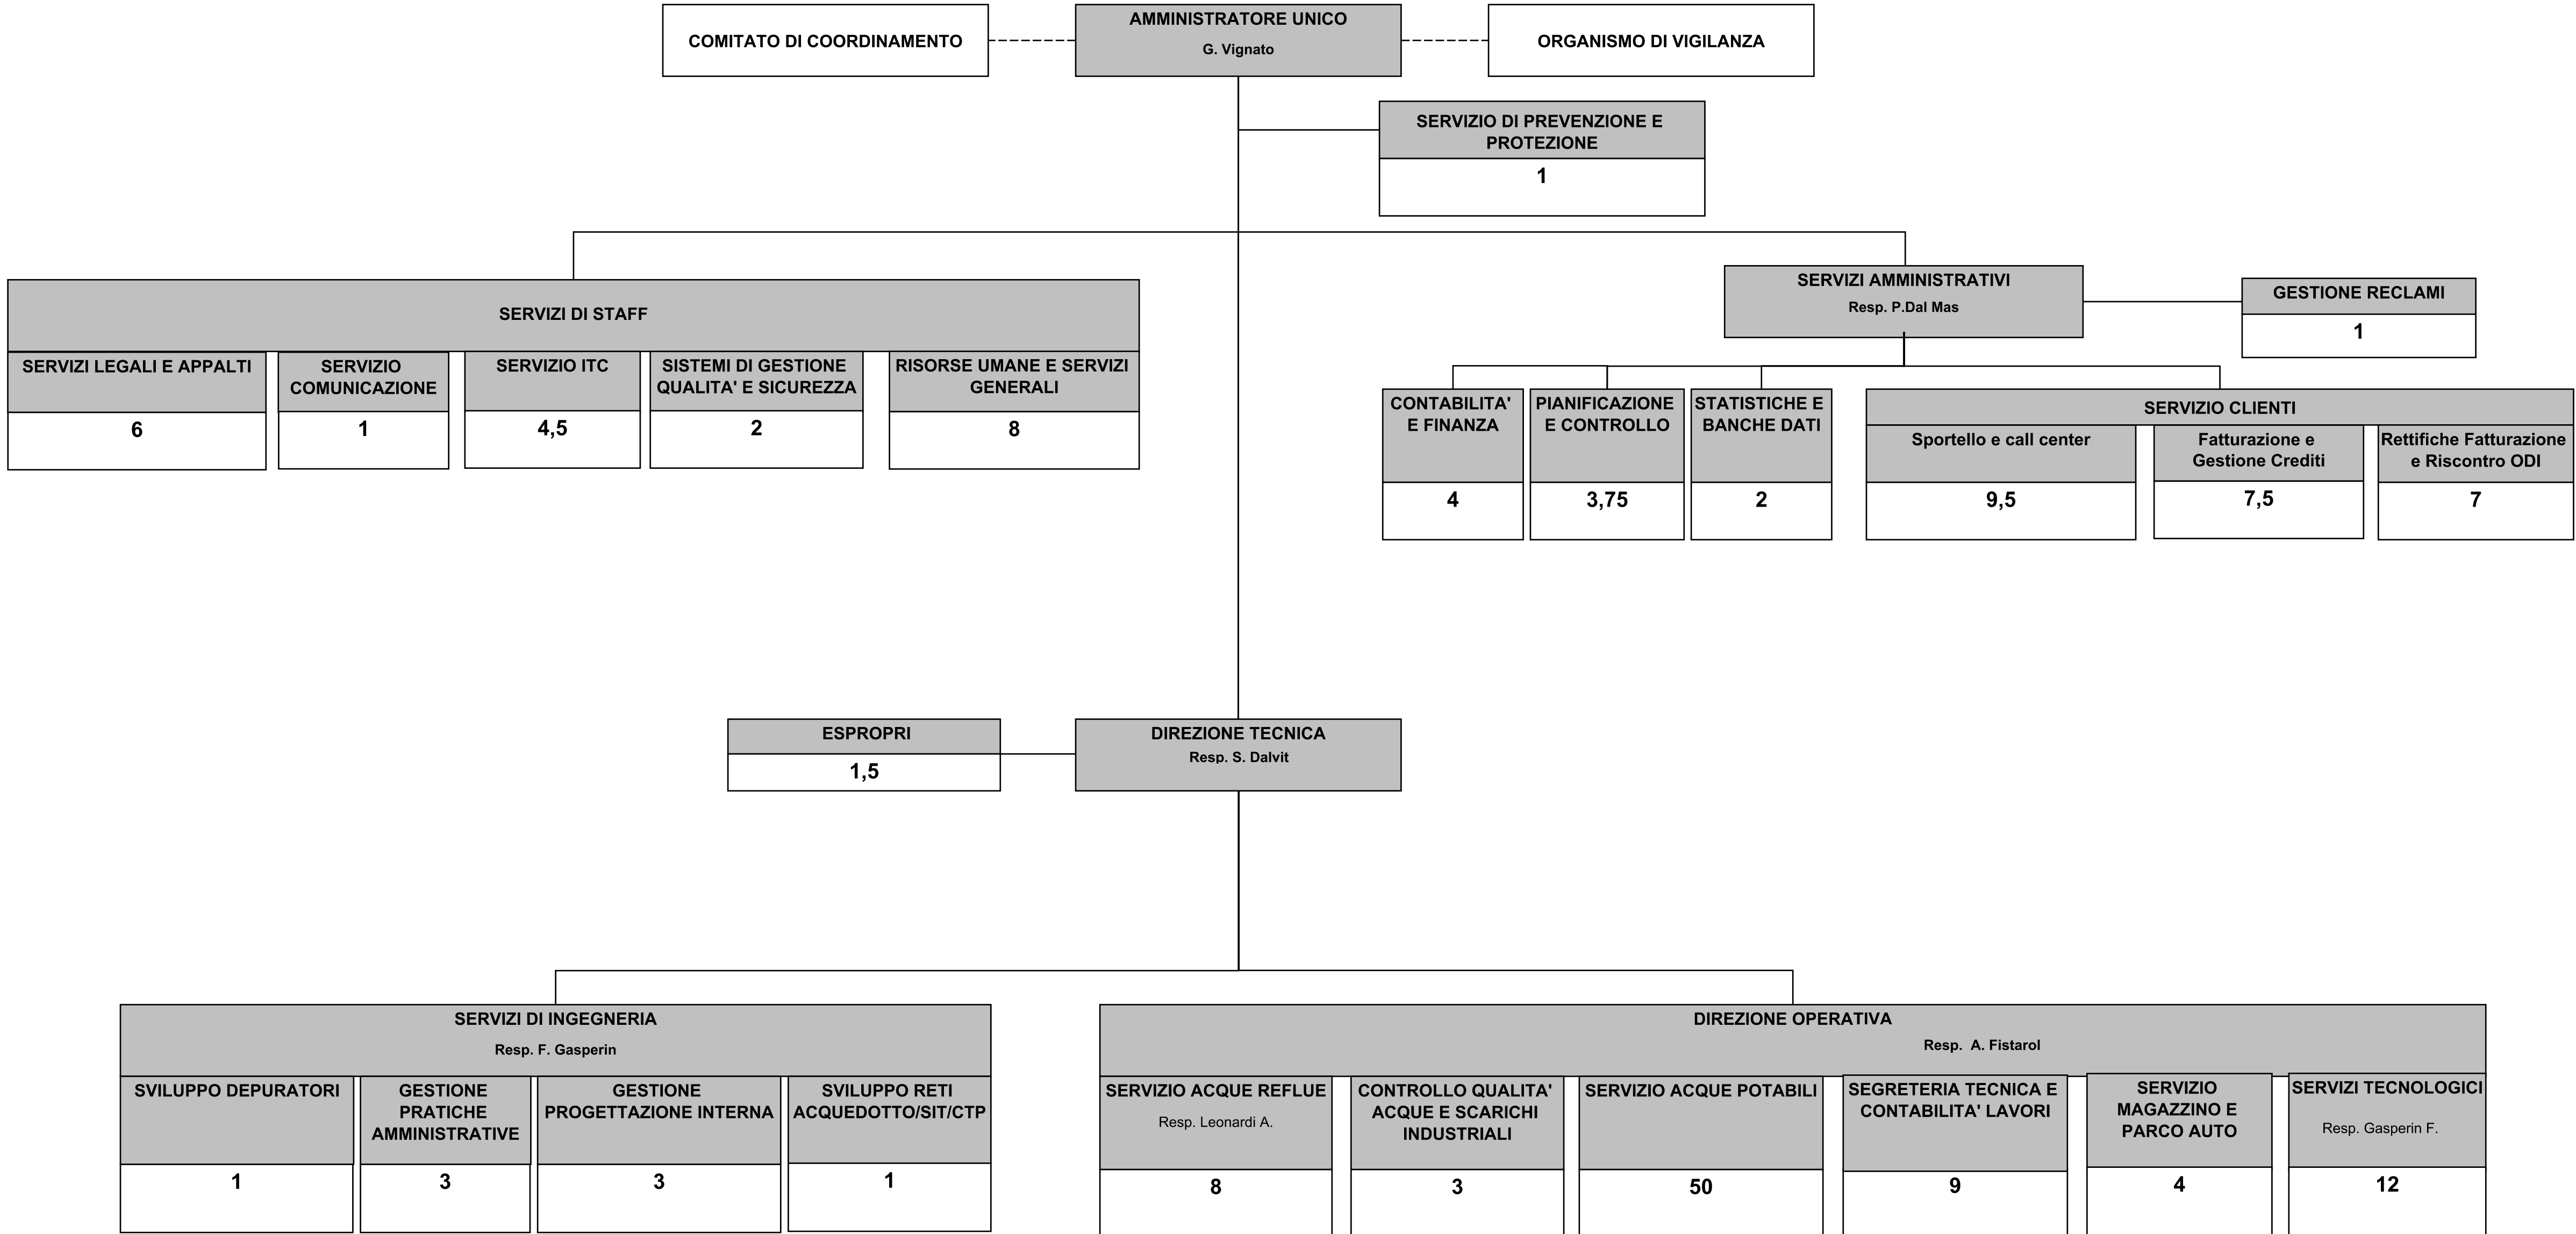 COMITATO DI COORDINAMENTO
AMMINISTRATORE UNICO
G. Vignato
ORGANISMO DI VIGILANZA
SERVIZIO DI PREVENZIONE E
PROTEZIONE
1
SERVIZI DI STAFF
SERVIZI LEGALI E APPALTI
6
SERVIZIO
COMUNICAZIONE
1
SERVIZIO ITC
4,5
SISTEMI DI GESTIONE
QUALITA' E SICUREZZA
2
RISORSE UMANE E SERVIZI
GENERALI
8
SERVIZI AMMINISTRATIVI
Resp. P.Dal Mas
GESTIONE RECLAMI
1
CONTABILITA'
E FINANZA
4
PIANIFICAZIONE
E CONTROLLO
3,75
STATISTICHE E
BANCHE DATI
2
SERVIZIO CLIENTI
Sportello e call center
9,5
Fatturazione e
Gestione Crediti
7,5
Rettifiche Fatturazione
e Riscontro ODI
7
ESPROPRI
1,5
DIREZIONE TECNICA
Resp. S. Dalvit
SERVIZI DI INGEGNERIA
Resp. F. Gasperin
SVILUPPO DEPURATORI
1
GESTIONE
PRATICHE
AMMINISTRATIVE
3
GESTIONE
PROGETTAZIONE INTERNA
3
SVILUPPO RETI
ACQUEDOTTO/SIT/CTP
1
DIREZIONE OPERATIVA
Resp. A. Fistarol
SERVIZIO ACQUE REFLUE
Resp. Leonardi A.
8
CONTROLLO QUALITA'
ACQUE E SCARICHI
INDUSTRIALI
3
SERVIZIO ACQUE POTABILI
50
SEGRETERIA TECNICA E
CONTABILITA' LAVORI
9
SERVIZIO
MAGAZZINO E
PARCO AUTO
4
SERVIZI TECNOLOGICI
Resp. Gasperin F.
12